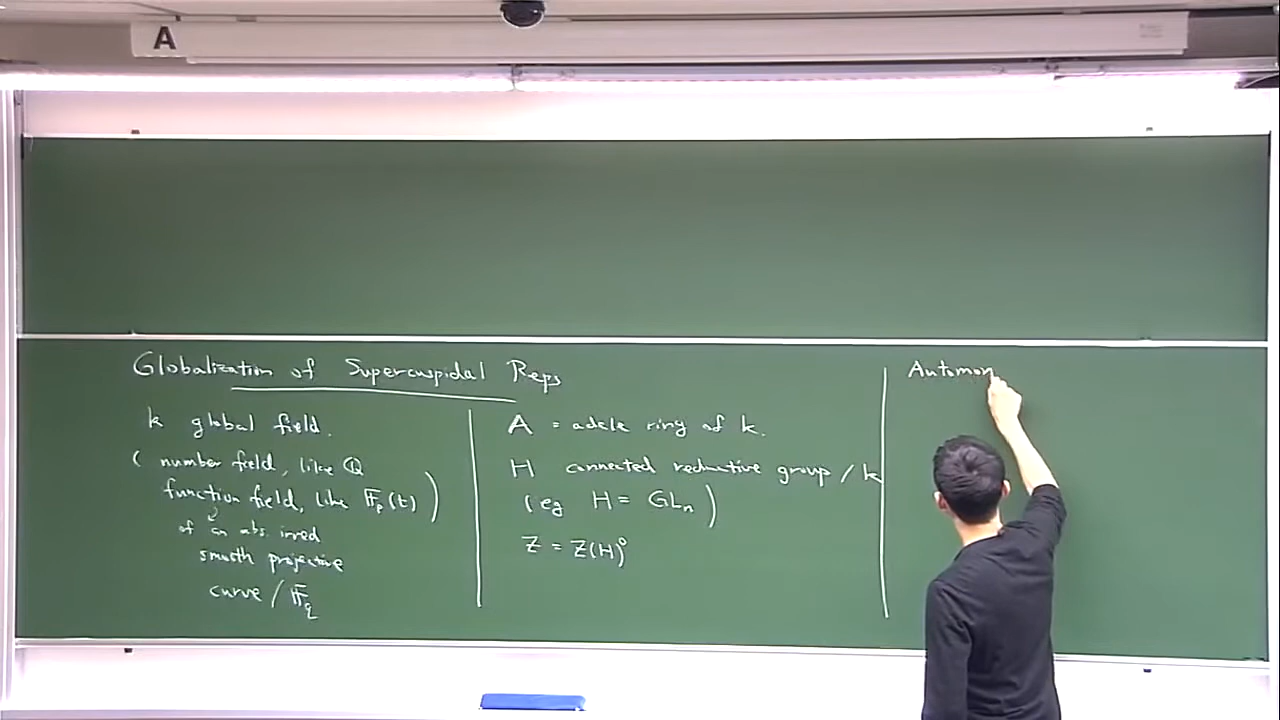 A
Globalization of Supercuspidal Reps
k global field.
( number field, like ℚ
function field, like 𝔽_p(t) )
of an abs. irred
smooth projective
curve / 𝔽_q
A = adele ring of k.
H connected reductive group / k
(eg H = GL_n )
Z = Z(H)°
Automor